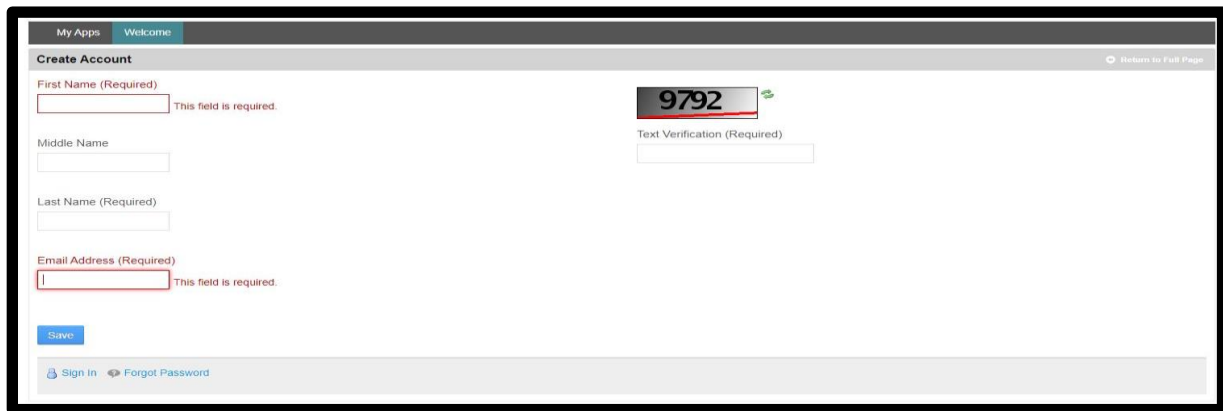 My Apps Welcome
Create Account
Return to Full Page
First Name (Required)
This field is required.
9792
Text Verification (Required)
Middle Name
Last Name (Required)
Email Address (Required)
This field is required.
Save
Sign In Forgot Password